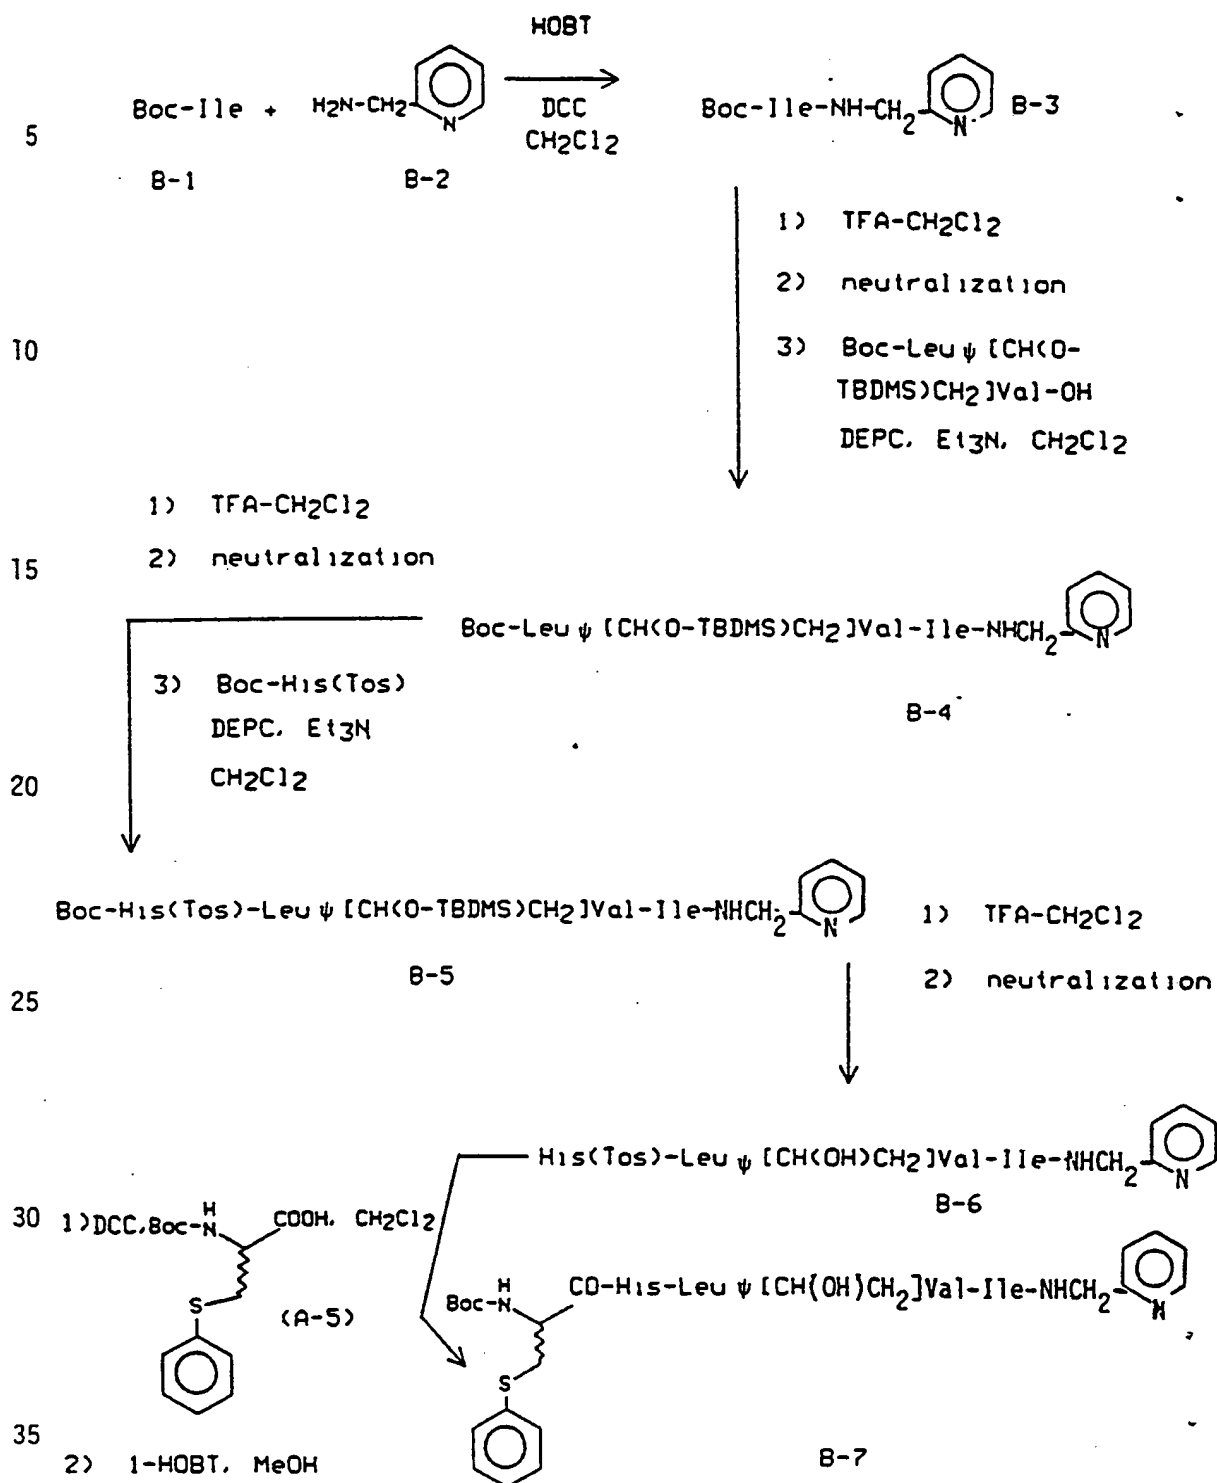 HOBT
Boc-Ile + H2N-CH2 N DCC Boc-Ile-NH-CH2 N B-3
5 CH2Cl2
B-1 B-2
1) TFA-CH2Cl2
2) neutralization
10 3) Boc-Leu ψ [CH(O-
TBDMS)CH2]Val-OH
DEPC, Et3N, CH2Cl2
1) TFA-CH2Cl2
15 2) neutralization
Boc-Leu ψ [CH(O-TBDMS)CH2]Val-Ile-NHCH2 N
3) Boc-His(Tos)
B-4
DEPC, Et3N
20 CH2Cl2
Boc-His(Tos)-Leu ψ [CH(O-TBDMS)CH2]Val-Ile-NHCH2 N 1) TFA-CH2Cl2
B-5
25 2) neutralization
His(Tos)-Leu ψ [CH(OH)CH2]Val-Ile-NHCH2 N
B-6
30 1) DCC, Boc-N H COOH, CH2Cl2
S (A-5)
Boc-N H CO-His-Leu ψ [CH(OH)CH2]Val-Ile-NHCH2 N
S
35
2) 1-HOBT, MeOH B-7